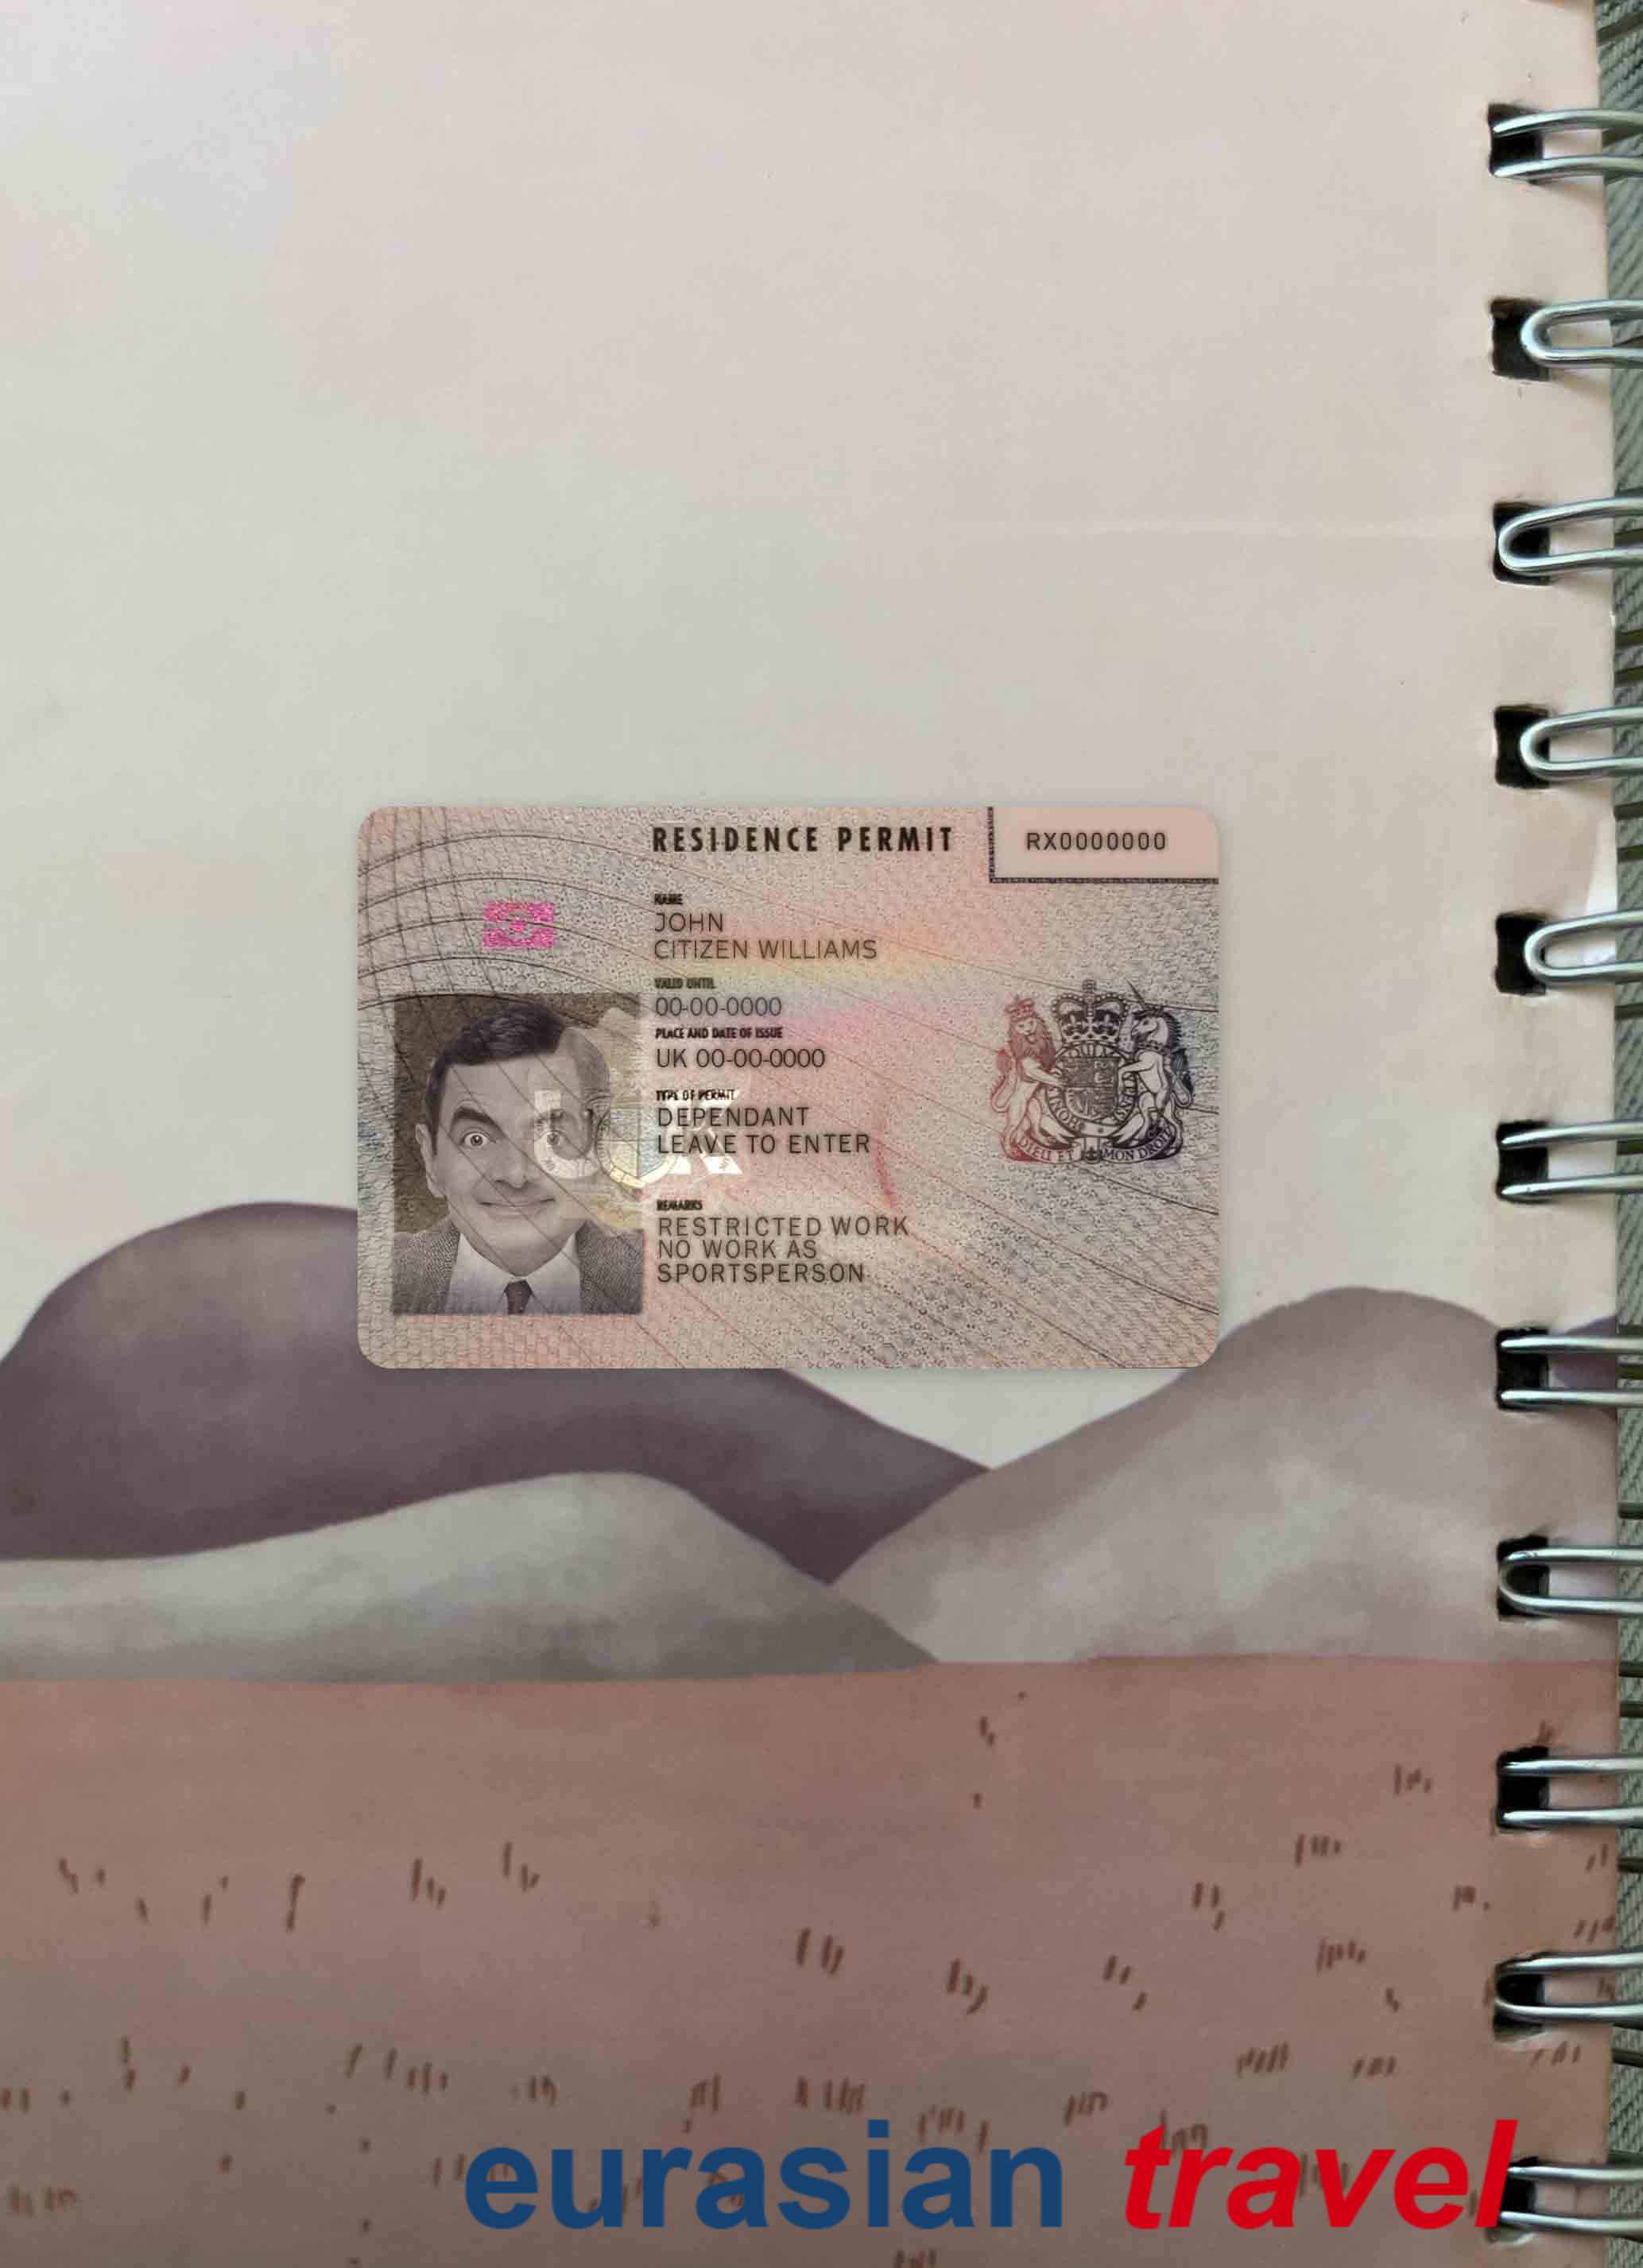 RESIDENCE PERMIT
RX0000000
NAME
JOHN
CITIZEN WILLIAMS
VALID UNTIL
00-00-0000
PLACE AND DATE OF ISSUE
UK 00-00-0000
TYPE OF PERMIT
DEPENDANT
LEAVE TO ENTER
REMARKS
RESTRICTED WORK
NO WORK AS
SPORTSPERSON
UK
DIEU ET MON DROIT
eurasian travel